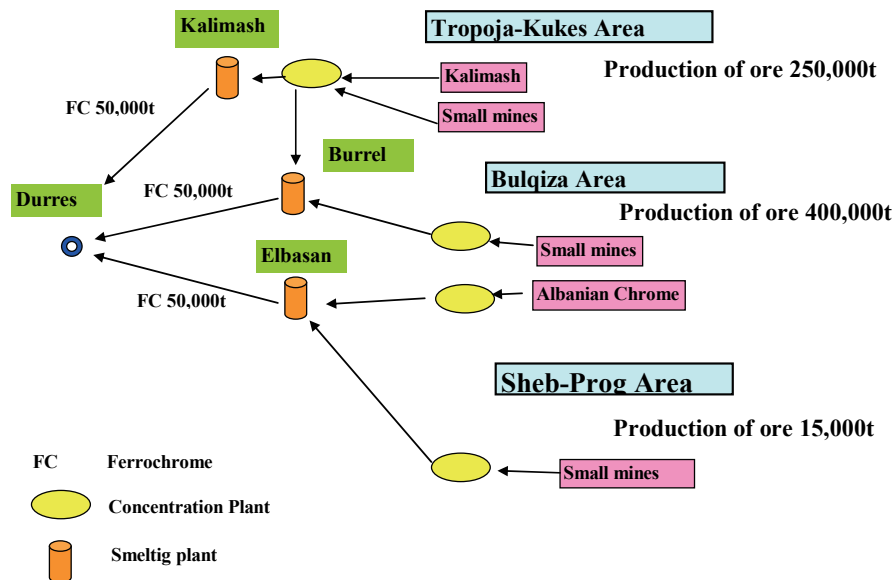 Kalimash
Tropoja-Kukes Area
Production of ore 250,000t
Kalimash
FC 50,000t
Small mines
Burrel
Bulqiza Area
Durres
FC 50,000t
Production of ore 400,000t
Small mines
Elbasan
Albanian Chrome
FC 50,000t
Sheb-Prog Area
Production of ore 15,000t
FC Ferrochrome
Small mines
Concentration Plant
Smeltig plant